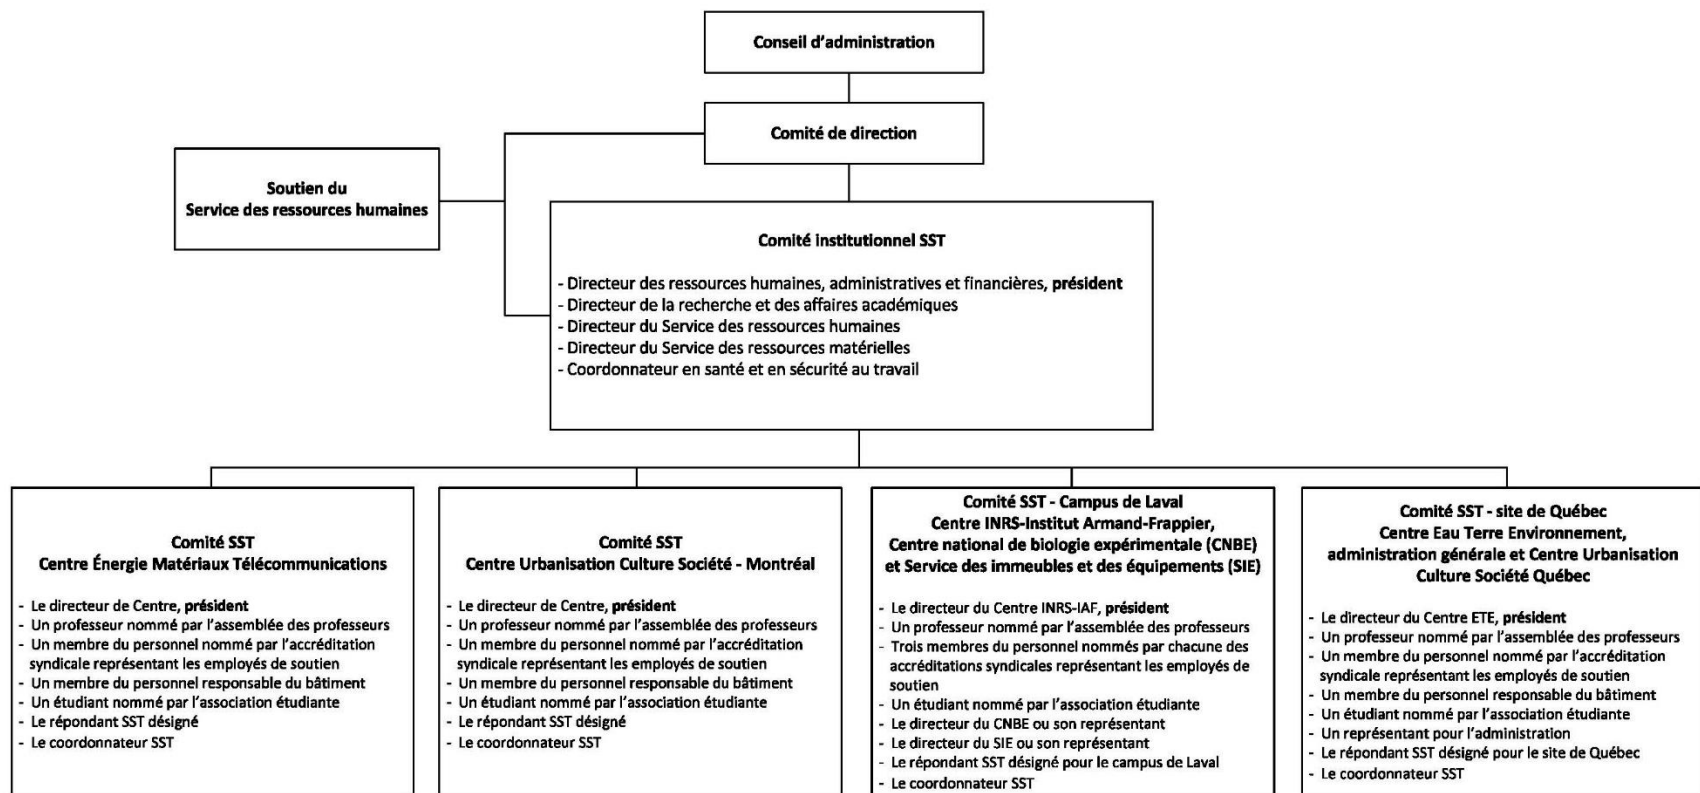 Conseil d’administration
Comité de direction
Soutien du
Service des ressources humaines
Comité institutionnel SST
- Directeur des ressources humaines, administratives et financières, président
- Directeur de la recherche et des affaires académiques
- Directeur du Service des ressources humaines
- Directeur du Service des ressources matérielles
- Coordonnateur en santé et en sécurité au travail
Comité SST
Centre Énergie Matériaux Télécommunications
- Le directeur de Centre, président
- Un professeur nommé par l’assemblée des professeurs
- Un membre du personnel nommé par l’accréditation
syndicale représentant les employés de soutien
- Un membre du personnel responsable du bâtiment
- Un étudiant nommé par l’association étudiante
- Le répondant SST désigné
- Le coordonnateur SST
Comité SST
Centre Urbanisation Culture Société - Montréal
- Le directeur de Centre, président
- Un professeur nommé par l’assemblée des professeurs
- Un membre du personnel nommé par l’accréditation
syndicale représentant les employés de soutien
- Un membre du personnel responsable du bâtiment
- Un étudiant nommé par l’association étudiante
- Le répondant SST désigné
- Le coordonnateur SST
Comité SST - Campus de Laval
Centre INRS-Institut Armand-Frappier,
Centre national de biologie expérimentale (CNBE)
et Service des immeubles et des équipements (SIE)
- Le directeur du Centre INRS-IAF, président
- Un professeur nommé par l’assemblée des professeurs
- Trois membres du personnel nommés par chacune des
accréditations syndicales représentant les employés de
soutien
- Un étudiant nommé par l’association étudiante
- Le directeur du CNBE ou son représentant
- Le directeur du SIE ou son représentant
- Le répondant SST désigné pour le campus de Laval
- Le coordonnateur SST
Comité SST - site de Québec
Centre Eau Terre Environnement,
administration générale et Centre Urbanisation
Culture Société Québec
- Le directeur du Centre ETE, président
- Un professeur nommé par l’assemblée des professeurs
- Un membre du personnel nommé par l’accréditation
syndicale représentant les employés de soutien
- Un membre du personnel responsable du bâtiment
- Un étudiant nommé par l’association étudiante
- Un représentant pour l’administration
- Le répondant SST désigné pour le site de Québec
- Le coordonnateur SST